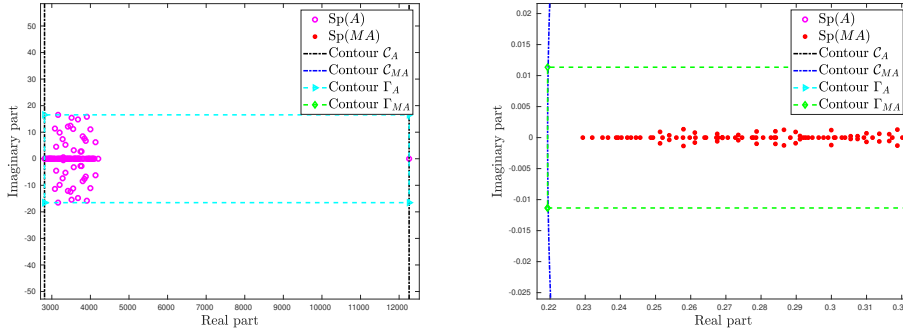 50
40
30
20
10
0
-10
-20
-30
-40
-50
Imaginary part
3000 4000 5000 6000 7000 8000 9000 10000 11000 12000
Real part
Sp(A)
Sp(MA)
Contour C_A
Contour C_MA
Contour Γ_A
Contour Γ_MA
0.02
0.015
0.01
0.005
0
-0.005
-0.01
-0.015
-0.02
-0.025
Imaginary part
0.22 0.23 0.24 0.25 0.26 0.27 0.28 0.29 0.3 0.31 0.32
Real part
Sp(A)
Sp(MA)
Contour C_A
Contour C_MA
Contour Γ_A
Contour Γ_MA